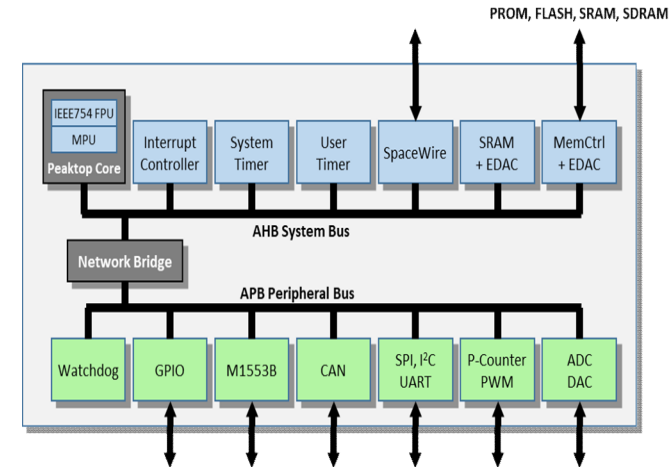 PROM, FLASH, SRAM, SDRAM
IEEE754 FPU
MPU
Peaktop Core
Interrupt
Controller
System
Timer
User
Timer
SpaceWire
SRAM
+ EDAC
MemCtrl
+ EDAC
AHB System Bus
Network Bridge
APB Peripheral Bus
Watchdog
GPIO
M1553B
CAN
SPI, I²C
UART
P-Counter
PWM
ADC
DAC